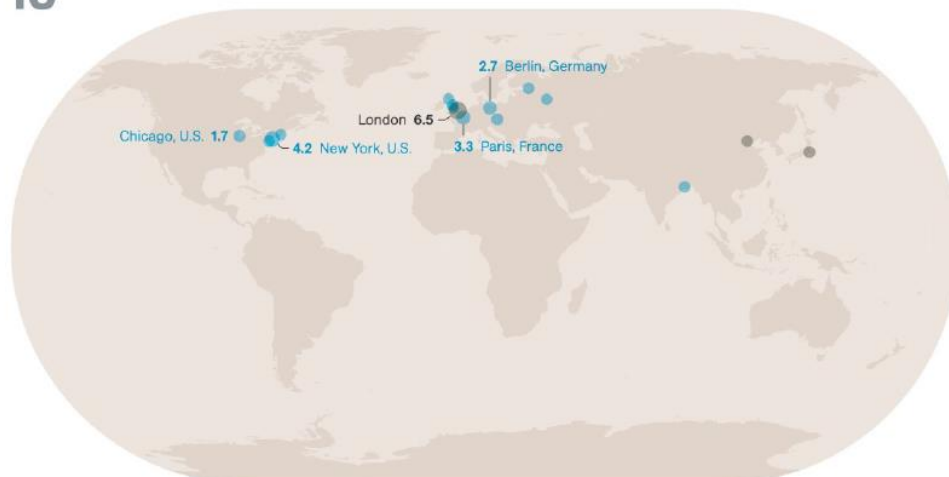 2.7 Berlin, Germany
London 6.5
Chicago, U.S. 1.7
4.2 New York, U.S.
3.3 Paris, France